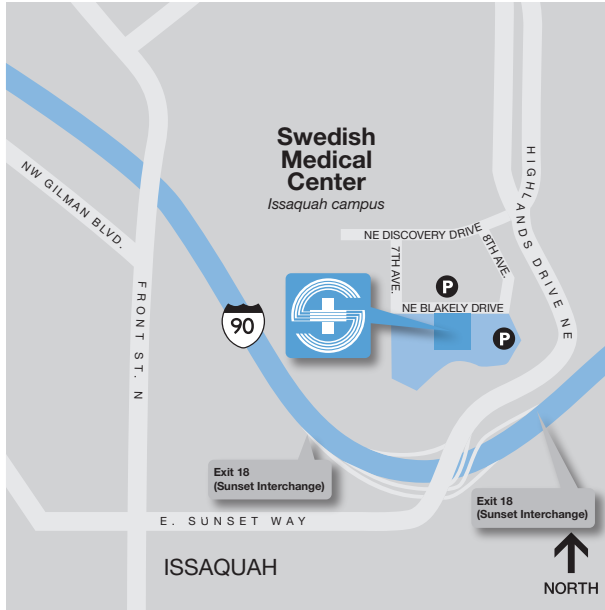 Swedish
Medical
Center
Issaquah campus
NW GILMAN BLVD.
FRONT ST. N
HIGHLANDS DRIVE NE
NE DISCOVERY DRIVE
7TH AVE.
8TH AVE.
P
NE BLAKELY DRIVE
90
P
Exit 18
(Sunset Interchange)
Exit 18
(Sunset Interchange)
E. SUNSET WAY
ISSAQUAH
NORTH